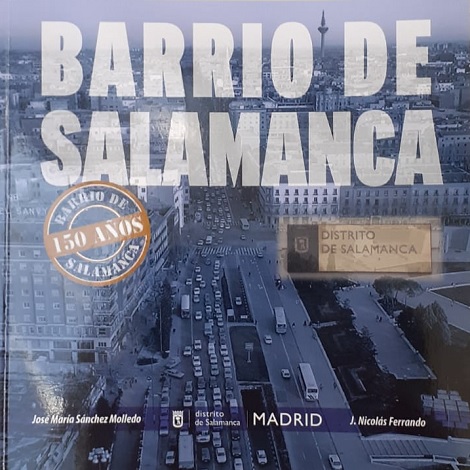 BARRIO DE
SALAMANCA
BARRIO DE
150 AÑOS
SALAMANCA
DISTRITO
DE SALAMANCA
José María Sánchez Molledo
distrito
de Salamanca
MADRID
J. Nicolás Ferrando